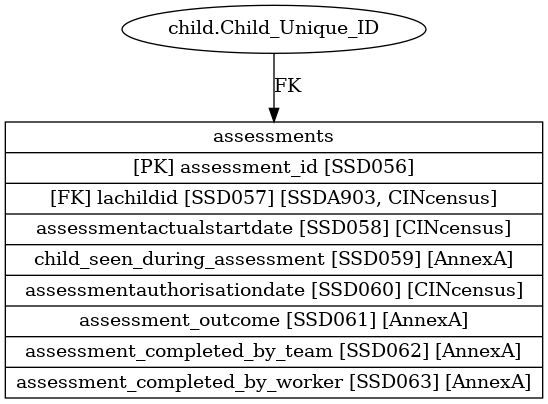 child.Child_Unique_ID
FK
assessments
[PK] assessment_id [SSD056]
[FK] lachildid [SSD057] [SSDA903, CINcensus]
assessmentactualstartdate [SSD058] [CINcensus]
child_seen_during_assessment [SSD059] [AnnexA]
assessmentauthorisationdate [SSD060] [CINcensus]
assessment_outcome [SSD061] [AnnexA]
assessment_completed_by_team [SSD062] [AnnexA]
assessment_completed_by_worker [SSD063] [AnnexA]